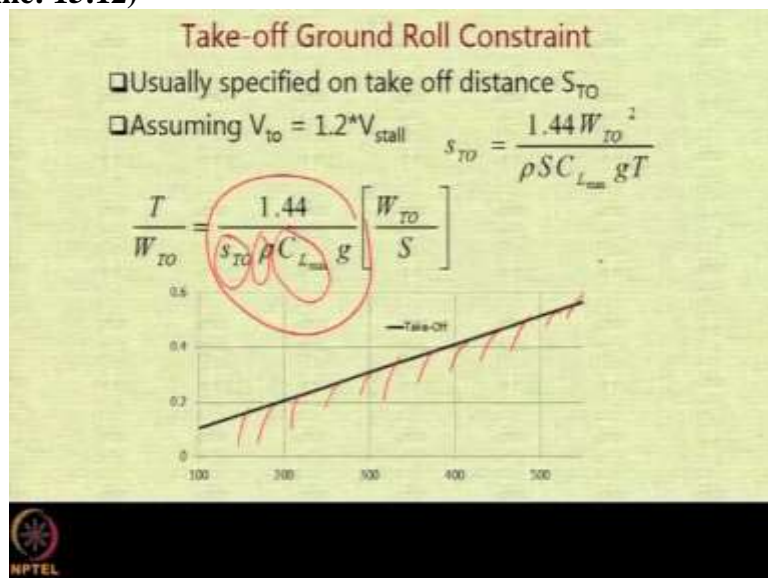 Take-off Ground Roll Constraint
❑Usually specified on take off distance S_TO
❑Assuming V_to = 1.2*V_stall
s_TO = 1.44 W_TO² / ρSC_Lmax gT
T / W_TO = 1.44 / s_TO ρ C_Lmax g [W_TO / S]
0.6
Take-Off
0.4
0.2
0
100 200 300 400 500
NPTEL